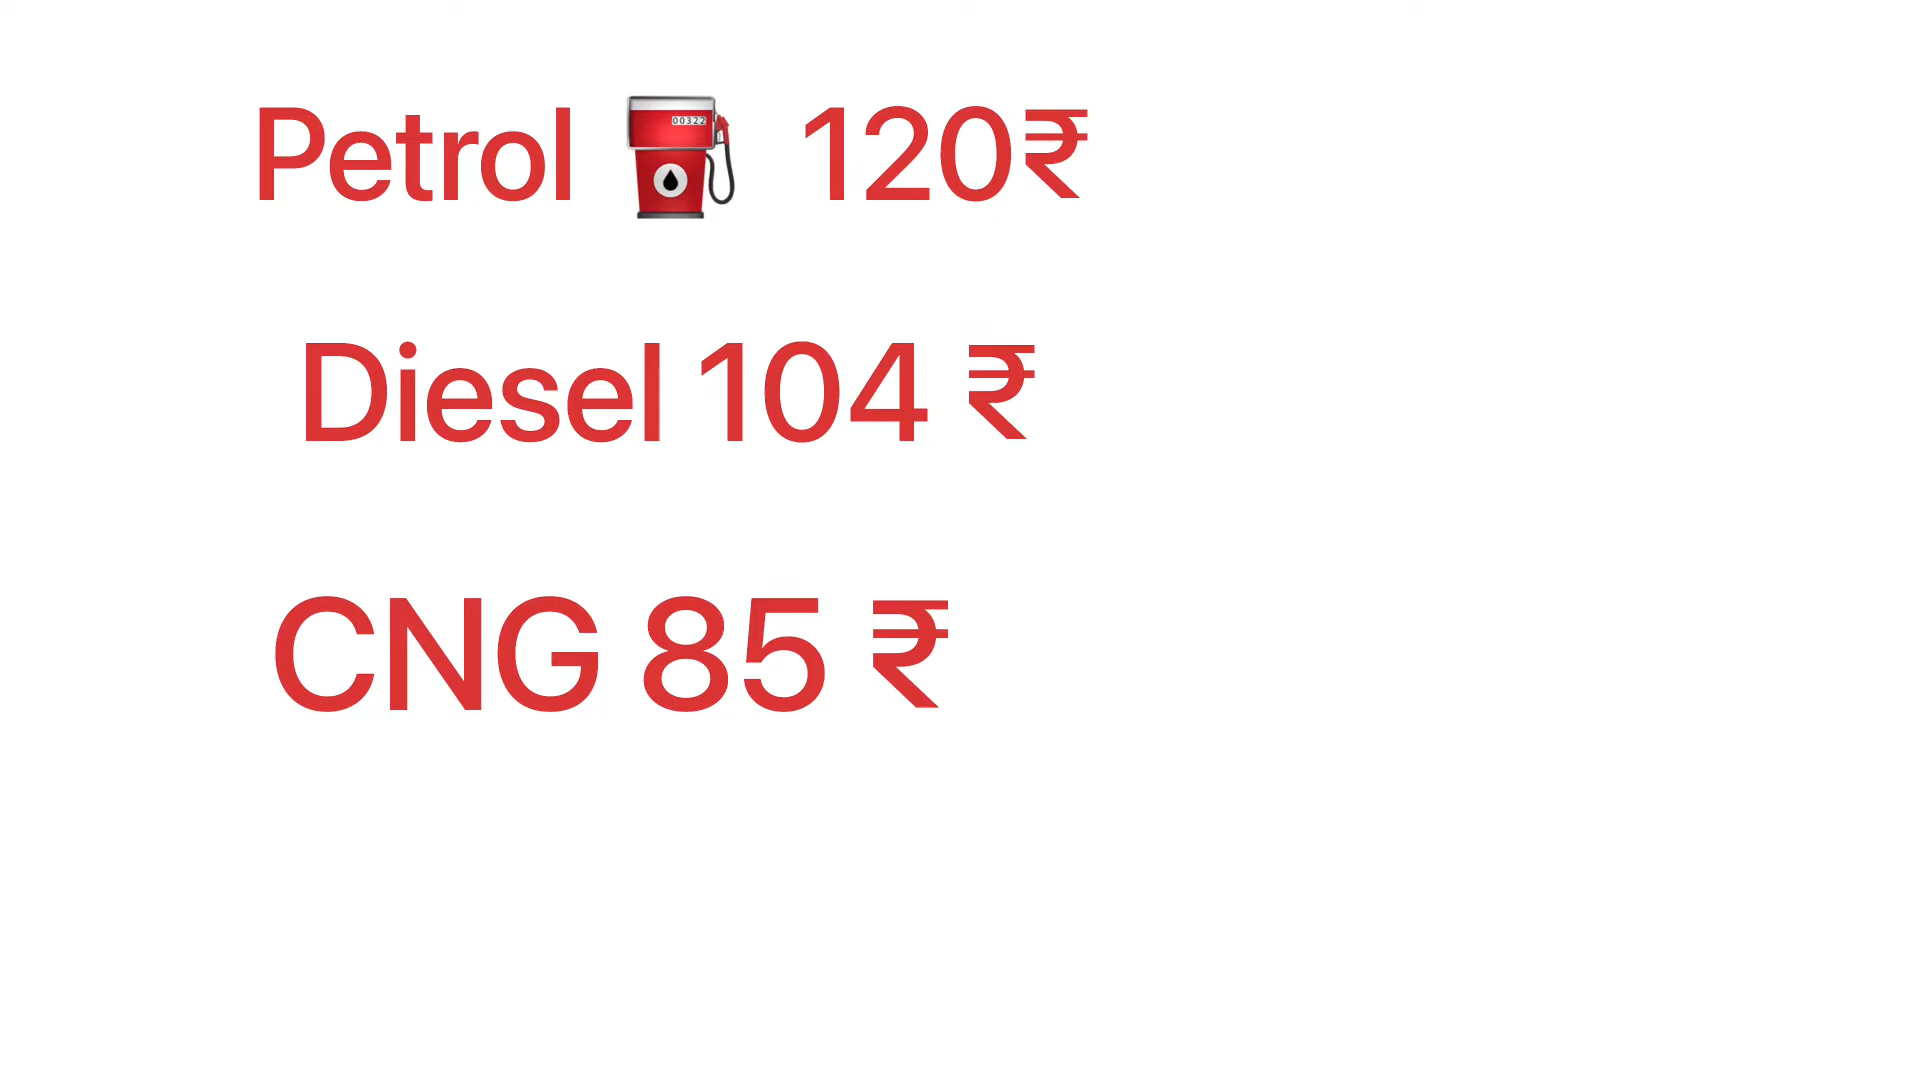 Petrol ⛽ 120₹
Diesel 104 ₹
CNG 85 ₹